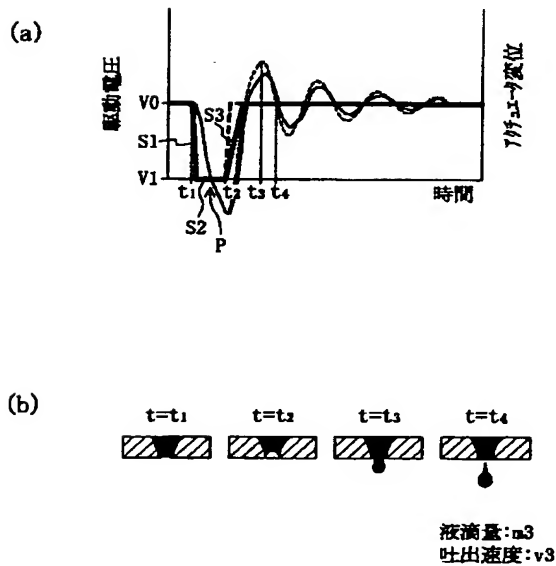 (a)
駆動電圧
アクチュエータ変位
V0
S1
S3
V1
t1
t2
t3
t4
時間
S2
P
(b)
t=t1 t=t2 t=t3 t=t4
液滴量:m3
吐出速度:v3